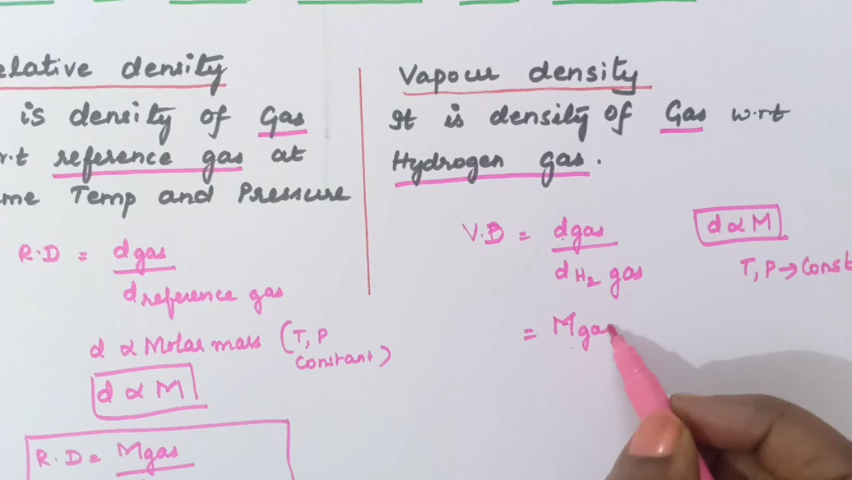 elative density
is density of Gas
r.t reference gas at
me Temp and Pressure
R.D = dgas
dreference gas
d ∝ Molar mass (T, P constant)
d ∝ M
R.D = Mgas
Vapour density
It is density of Gas w.r.t
Hydrogen gas.
V.D = dgas
dH₂ gas
d ∝ M
T, P → Const
= Mgas